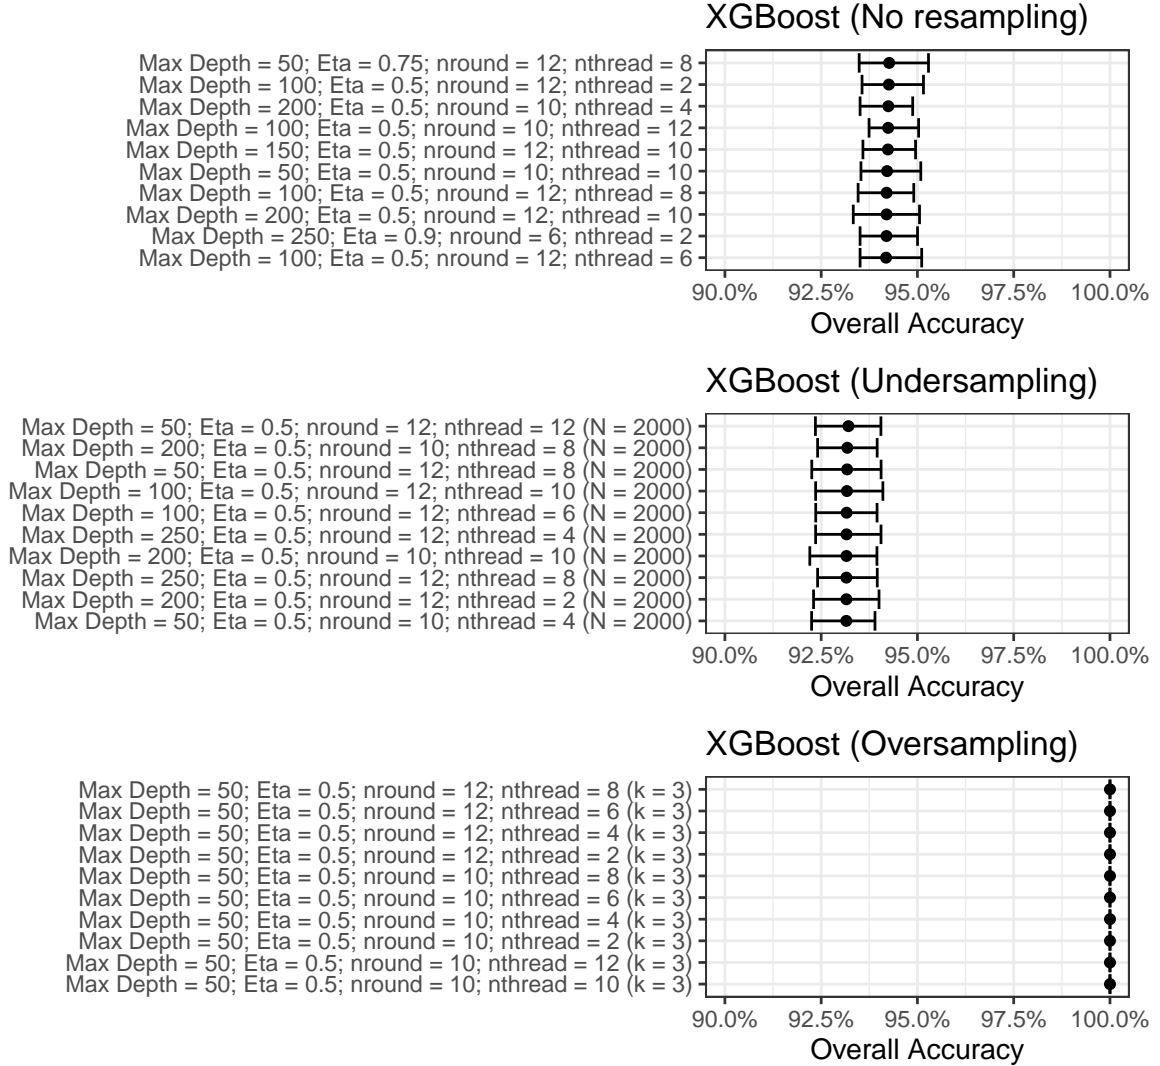 XGBoost (No resampling)
Max Depth = 50; Eta = 0.75; nround = 12; nthread = 8
Max Depth = 100; Eta = 0.5; nround = 12; nthread = 2
Max Depth = 200; Eta = 0.5; nround = 10; nthread = 4
Max Depth = 100; Eta = 0.5; nround = 10; nthread = 12
Max Depth = 150; Eta = 0.5; nround = 12; nthread = 10
Max Depth = 50; Eta = 0.5; nround = 10; nthread = 10
Max Depth = 100; Eta = 0.5; nround = 12; nthread = 8
Max Depth = 200; Eta = 0.5; nround = 12; nthread = 10
Max Depth = 250; Eta = 0.9; nround = 6; nthread = 2
Max Depth = 100; Eta = 0.5; nround = 12; nthread = 6
90.0% 92.5% 95.0% 97.5% 100.0%
Overall Accuracy
XGBoost (Undersampling)
Max Depth = 50; Eta = 0.5; nround = 12; nthread = 12 (N = 2000)
Max Depth = 200; Eta = 0.5; nround = 10; nthread = 8 (N = 2000)
Max Depth = 50; Eta = 0.5; nround = 12; nthread = 8 (N = 2000)
Max Depth = 100; Eta = 0.5; nround = 12; nthread = 10 (N = 2000)
Max Depth = 100; Eta = 0.5; nround = 12; nthread = 6 (N = 2000)
Max Depth = 250; Eta = 0.5; nround = 12; nthread = 4 (N = 2000)
Max Depth = 200; Eta = 0.5; nround = 10; nthread = 10 (N = 2000)
Max Depth = 250; Eta = 0.5; nround = 12; nthread = 8 (N = 2000)
Max Depth = 200; Eta = 0.5; nround = 12; nthread = 2 (N = 2000)
Max Depth = 50; Eta = 0.5; nround = 10; nthread = 4 (N = 2000)
90.0% 92.5% 95.0% 97.5% 100.0%
Overall Accuracy
XGBoost (Oversampling)
Max Depth = 50; Eta = 0.5; nround = 12; nthread = 8 (k = 3)
Max Depth = 50; Eta = 0.5; nround = 12; nthread = 6 (k = 3)
Max Depth = 50; Eta = 0.5; nround = 12; nthread = 4 (k = 3)
Max Depth = 50; Eta = 0.5; nround = 12; nthread = 2 (k = 3)
Max Depth = 50; Eta = 0.5; nround = 10; nthread = 8 (k = 3)
Max Depth = 50; Eta = 0.5; nround = 10; nthread = 6 (k = 3)
Max Depth = 50; Eta = 0.5; nround = 10; nthread = 4 (k = 3)
Max Depth = 50; Eta = 0.5; nround = 10; nthread = 2 (k = 3)
Max Depth = 50; Eta = 0.5; nround = 10; nthread = 12 (k = 3)
Max Depth = 50; Eta = 0.5; nround = 10; nthread = 10 (k = 3)
90.0% 92.5% 95.0% 97.5% 100.0%
Overall Accuracy